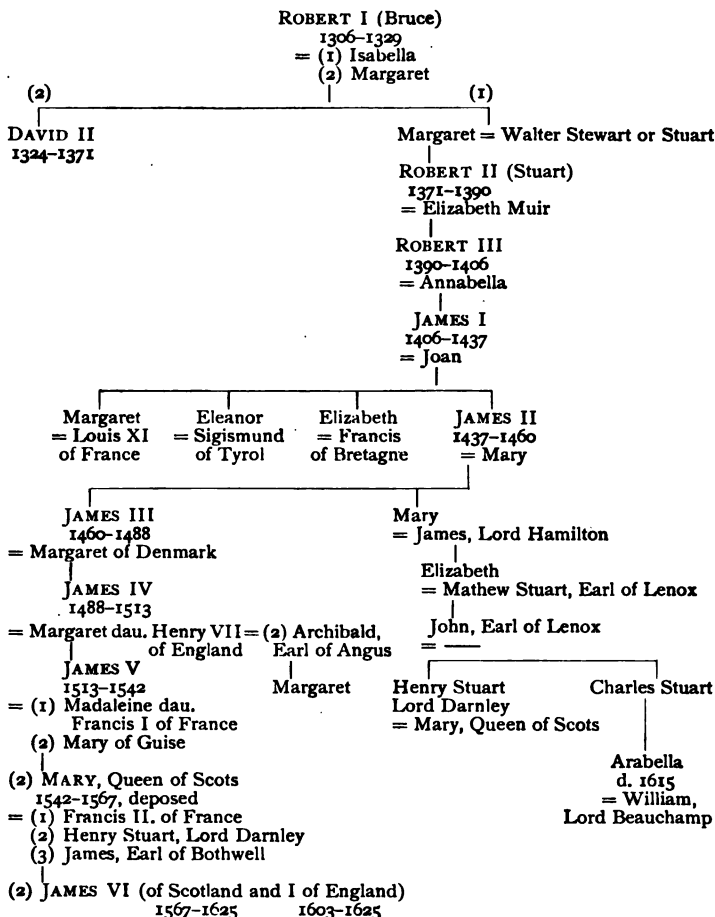 ROBERT I (Bruce)
1306–1329
= (1) Isabella
(2) Margaret
(2) (1)
DAVID II
1324–1371
Margaret = Walter Stewart or Stuart
ROBERT II (Stuart)
1371–1390
= Elizabeth Muir
ROBERT III
1390–1406
= Annabella
JAMES I
1406–1437
= Joan
Margaret
= Louis XI
of France
Eleanor
= Sigismund
of Tyrol
Elizabeth
= Francis
of Bretagne
JAMES II
1437–1460
= Mary
JAMES III
1460–1488
= Margaret of Denmark
Mary
= James, Lord Hamilton
JAMES IV
1488–1513
Elizabeth
= Mathew Stuart, Earl of Lenox
= Margaret dau. Henry VII = (2) Archibald,
of England Earl of Angus
John, Earl of Lenox
= ——
JAMES V
1513–1542
= (1) Madaleine dau.
Francis I of France
(2) Mary of Guise
Margaret
Henry Stuart
Lord Darnley
= Mary, Queen of Scots
Charles Stuart
Arabella
d. 1615
= William,
Lord Beauchamp
(2) MARY, Queen of Scots
1542–1567, deposed
= (1) Francis II. of France
(2) Henry Stuart, Lord Darnley
(3) James, Earl of Bothwell
(2) JAMES VI (of Scotland and I of England)
1567–1625 1603–1625